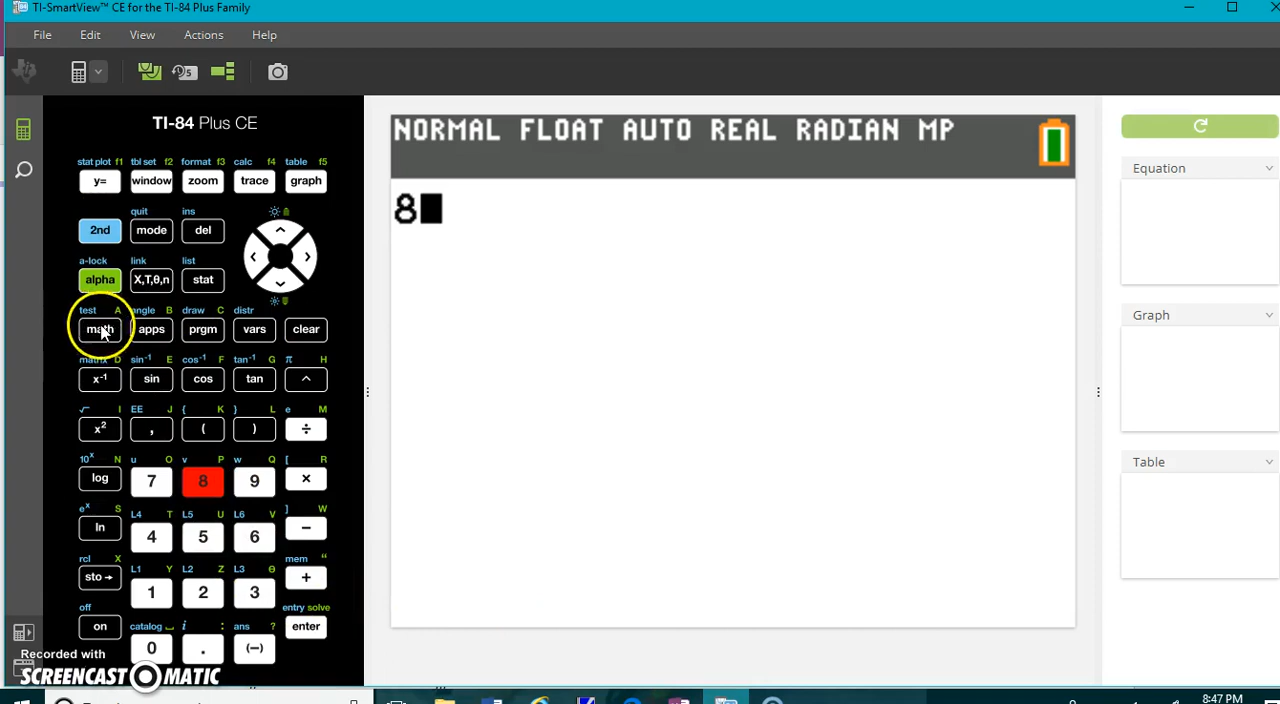 TI-SmartView™ CE for the TI-84 Plus Family
File Edit View Actions Help
TI-84 Plus CE
NORMAL FLOAT AUTO REAL RADIAN MP
8
stat plot f1 tbl set f2 format f3 calc f4 table f5
y= window zoom trace graph
quit ins
2nd mode del
a-lock link list
alpha X,T,θ,n stat
test A angle B draw C distr
math apps prgm vars clear
matrx D sin⁻¹ E cos⁻¹ F tan⁻¹ G π H
x⁻¹ sin cos tan ^
√ I EE J { K } L e M
x² , ( ) ÷
10ˣ N u O v P w Q [ R
log 7 8 9 ×
eˣ S L4 T L5 U L6 V ] W
ln 4 5 6 −
rcl X L1 Y L2 Z L3 θ mem "
sto→ 1 2 3 +
off catalog i : ans ? entry solve
on 0 . (−) enter
Equation
Graph
Table
Recorded with
SCREENCAST MATIC
8:47 PM